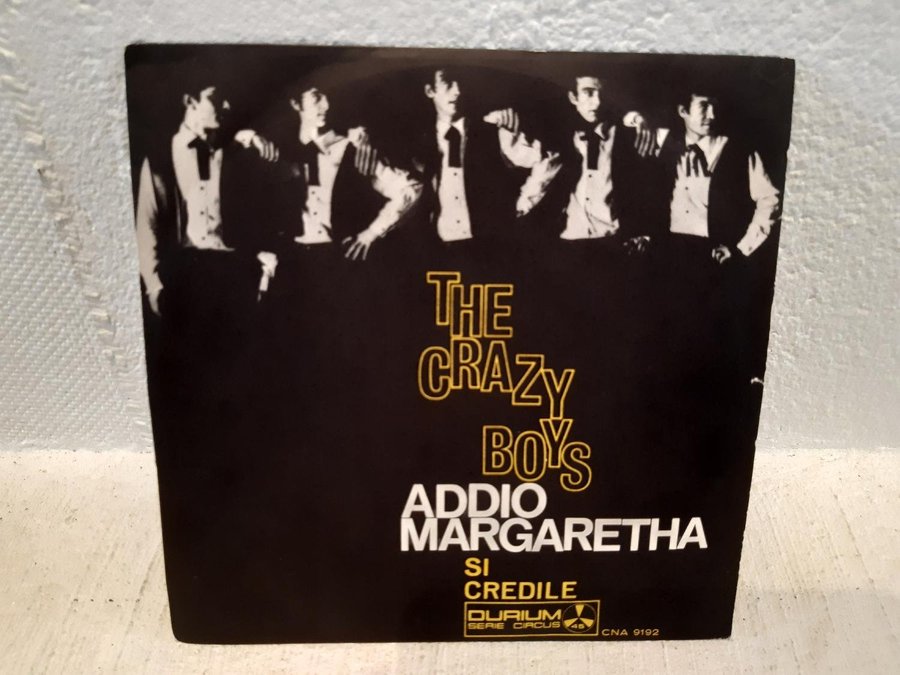 THE
CRAZY
BOYS
ADDIO
MARGARETHA
SI
CREDILE
DURIUM
SERIE CIRCUS 45
CNA 9192